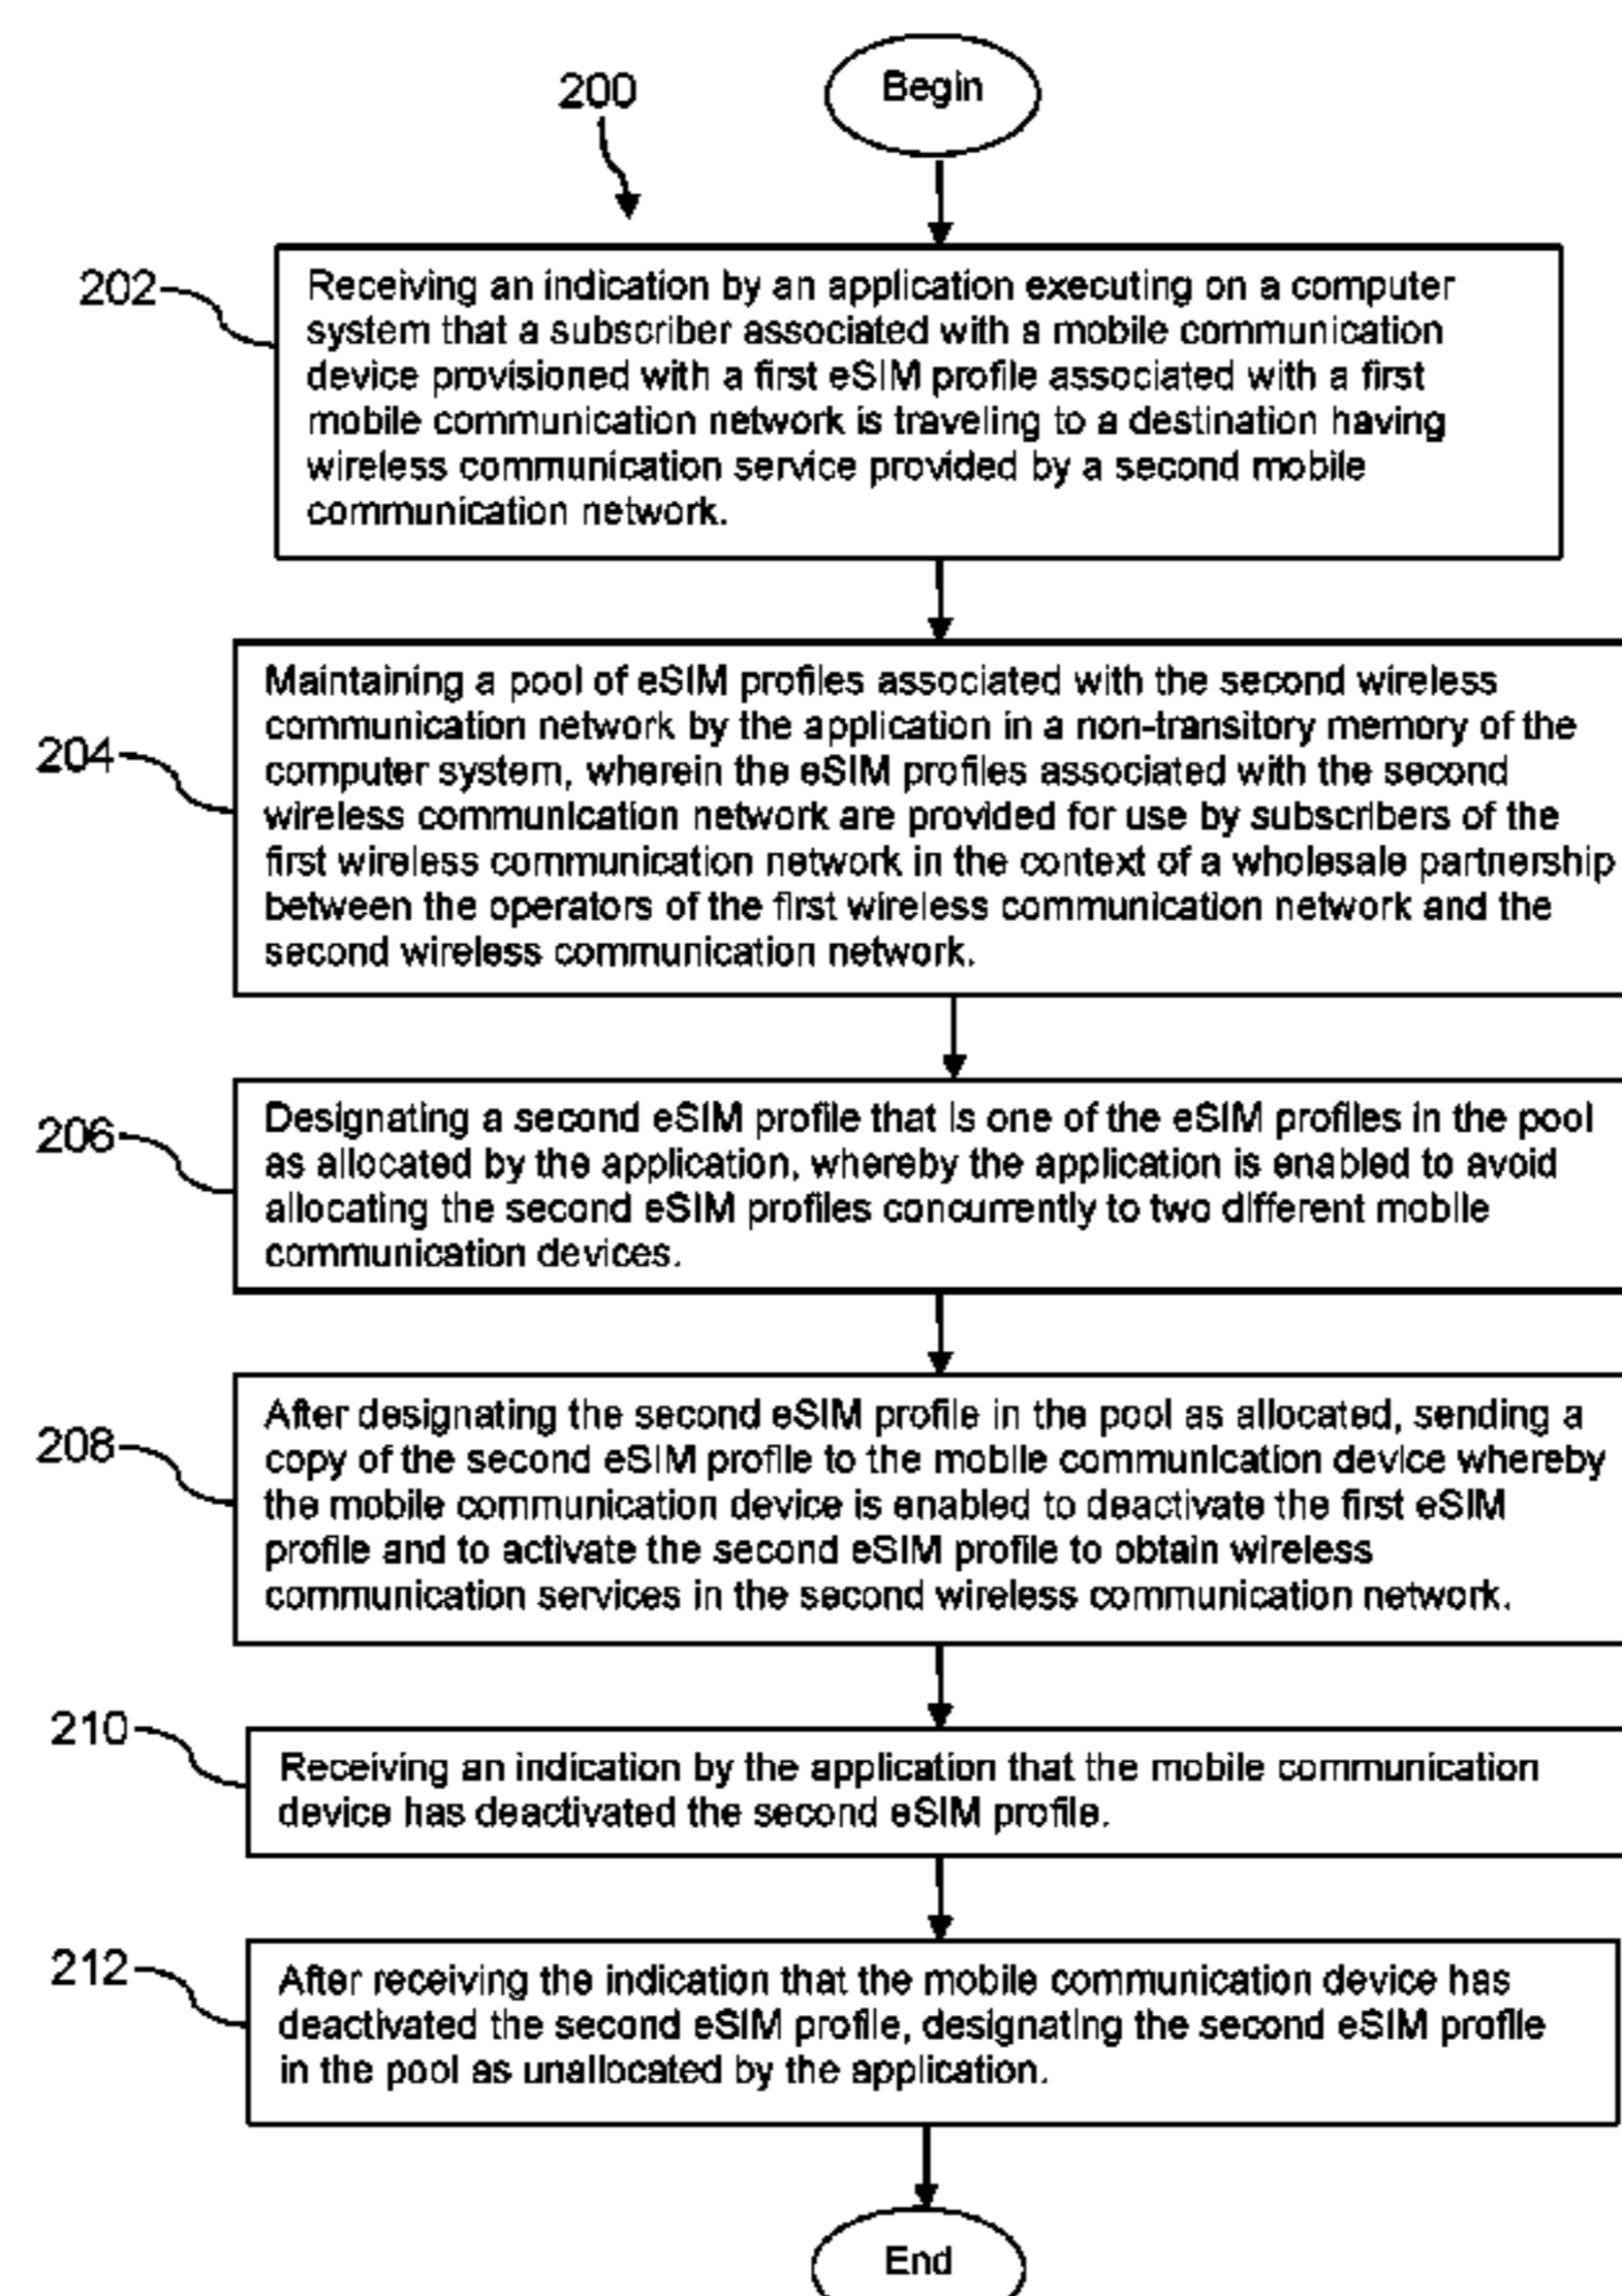 Begin
200
202
Receiving an indication by an application executing on a computer
system that a subscriber associated with a mobile communication
device provisioned with a first eSIM profile associated with a first
mobile communication network is traveling to a destination having
wireless communication service provided by a second mobile
communication network.
204
Maintaining a pool of eSIM profiles associated with the second wireless
communication network by the application in a non-transitory memory of the
computer system, wherein the eSIM profiles associated with the second
wireless communication network are provided for use by subscribers of the
first wireless communication network in the context of a wholesale partnership
between the operators of the first wireless communication network and the
second wireless communication network.
206
Designating a second eSIM profile that is one of the eSIM profiles in the pool
as allocated by the application, whereby the application is enabled to avoid
allocating the second eSIM profiles concurrently to two different mobile
communication devices.
208
After designating the second eSIM profile in the pool as allocated, sending a
copy of the second eSIM profile to the mobile communication device whereby
the mobile communication device is enabled to deactivate the first eSIM
profile and to activate the second eSIM profile to obtain wireless
communication services in the second wireless communication network.
210
Receiving an indication by the application that the mobile communication
device has deactivated the second eSIM profile.
212
After receiving the indication that the mobile communication device has
deactivated the second eSIM profile, designating the second eSIM profile
in the pool as unallocated by the application.
End